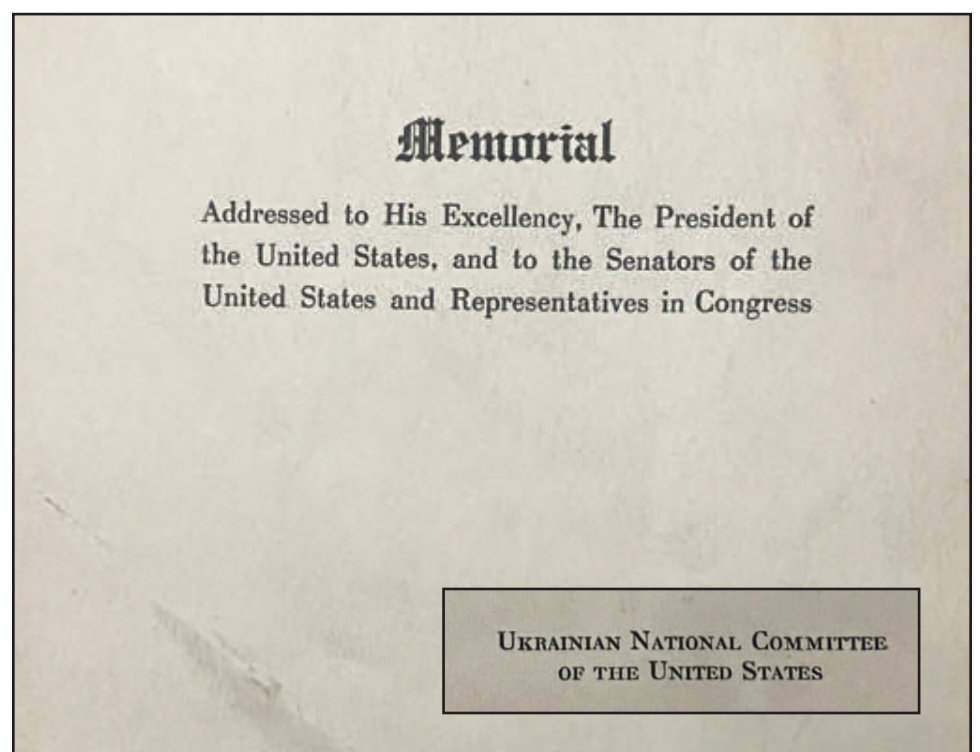 Memorial
Addressed to His Excellency, The President of
the United States, and to the Senators of the
United States and Representatives in Congress
UKRAINIAN NATIONAL COMMITTEE
OF THE UNITED STATES